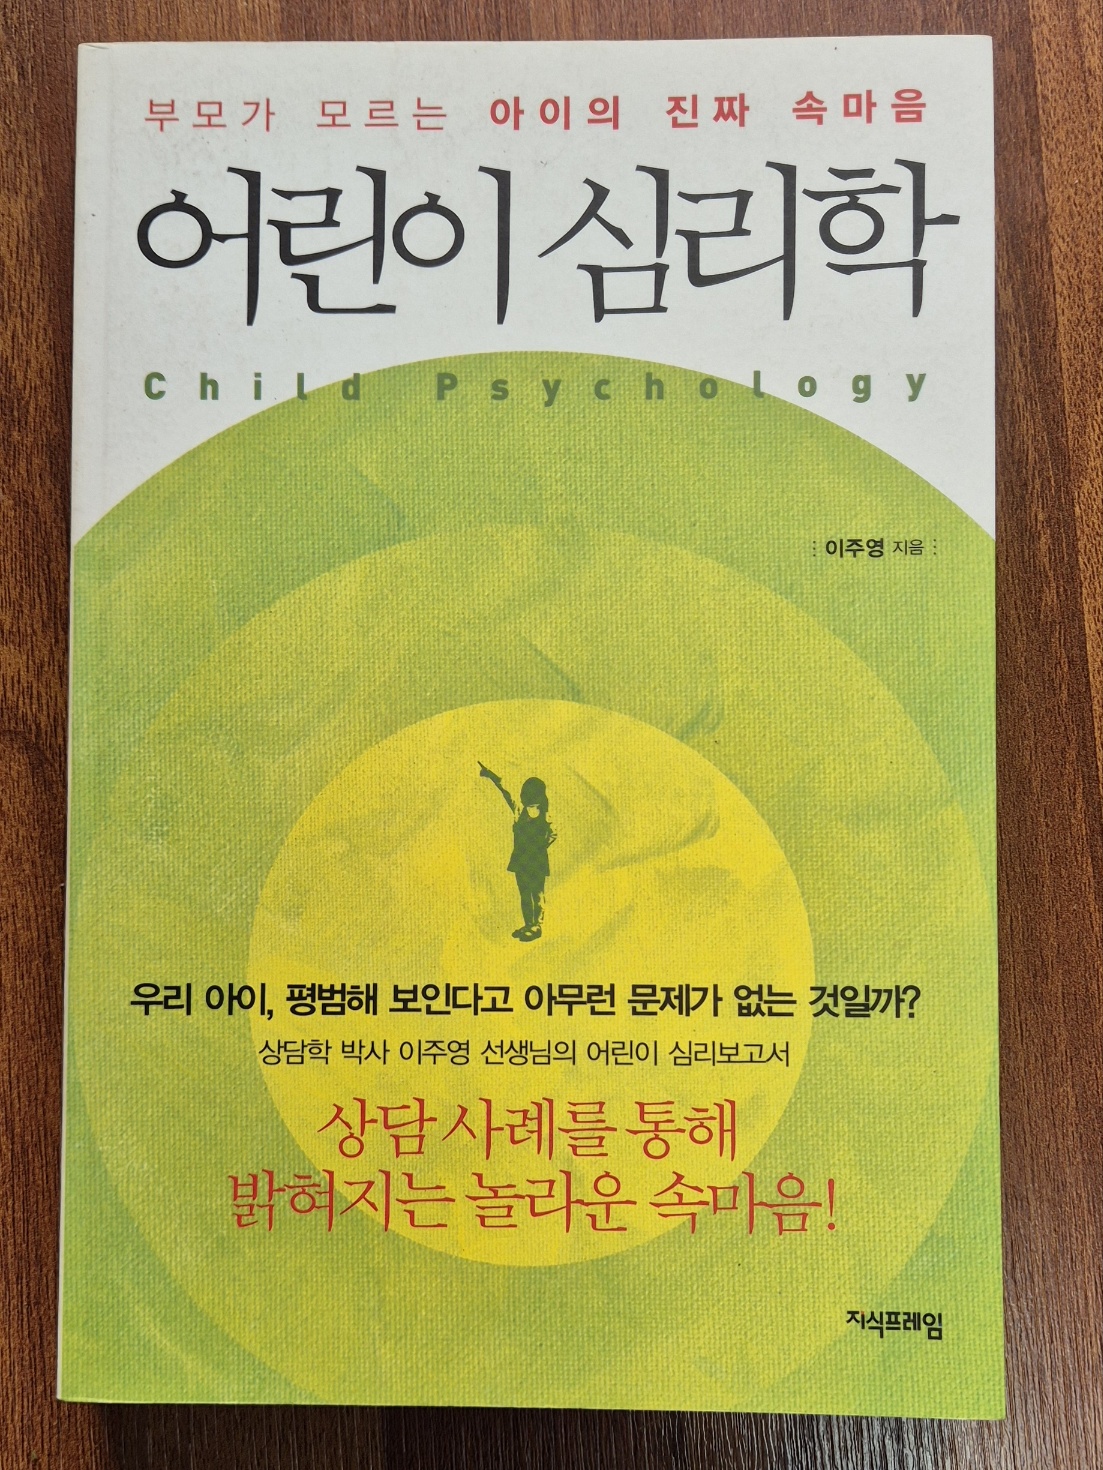 부모가 모르는 아이의 진짜 속마음
어린이 심리학
Child Psychology
이주영 지음
우리 아이, 평범해 보인다고 아무런 문제가 없는 것일까?
상담학 박사 이주영 선생님의 어린이 심리보고서
상담 사례를 통해
밝혀지는 놀라운 속마음!
지식프레임